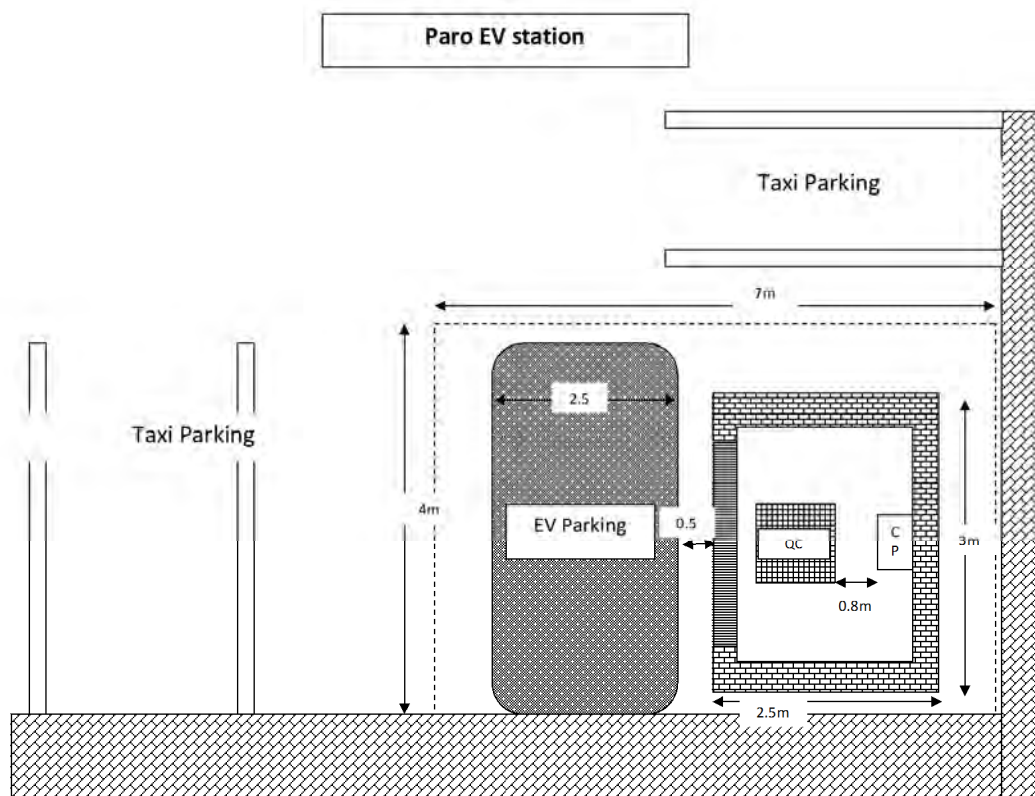 Paro EV station
Taxi Parking
7m
2.5
Taxi Parking
4m
EV Parking
0.5
QC
C
P
3m
0.8m
2.5m